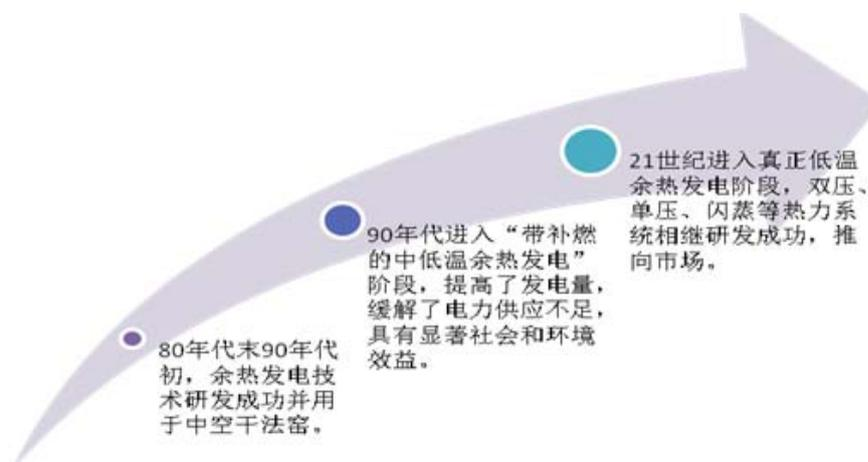 80年代末90年代
初，余热发电技
术研发成功并用
于中空干法窑。
90年代进入“带补燃
的中低温余热发电”
阶段，提高了发电量，
缓解了电力供应不足，
具有显著社会和环境
效益。
21世纪进入真正低温
余热发电阶段，双压、
单压、闪蒸等热力系
统相继研发成功，推
向市场。